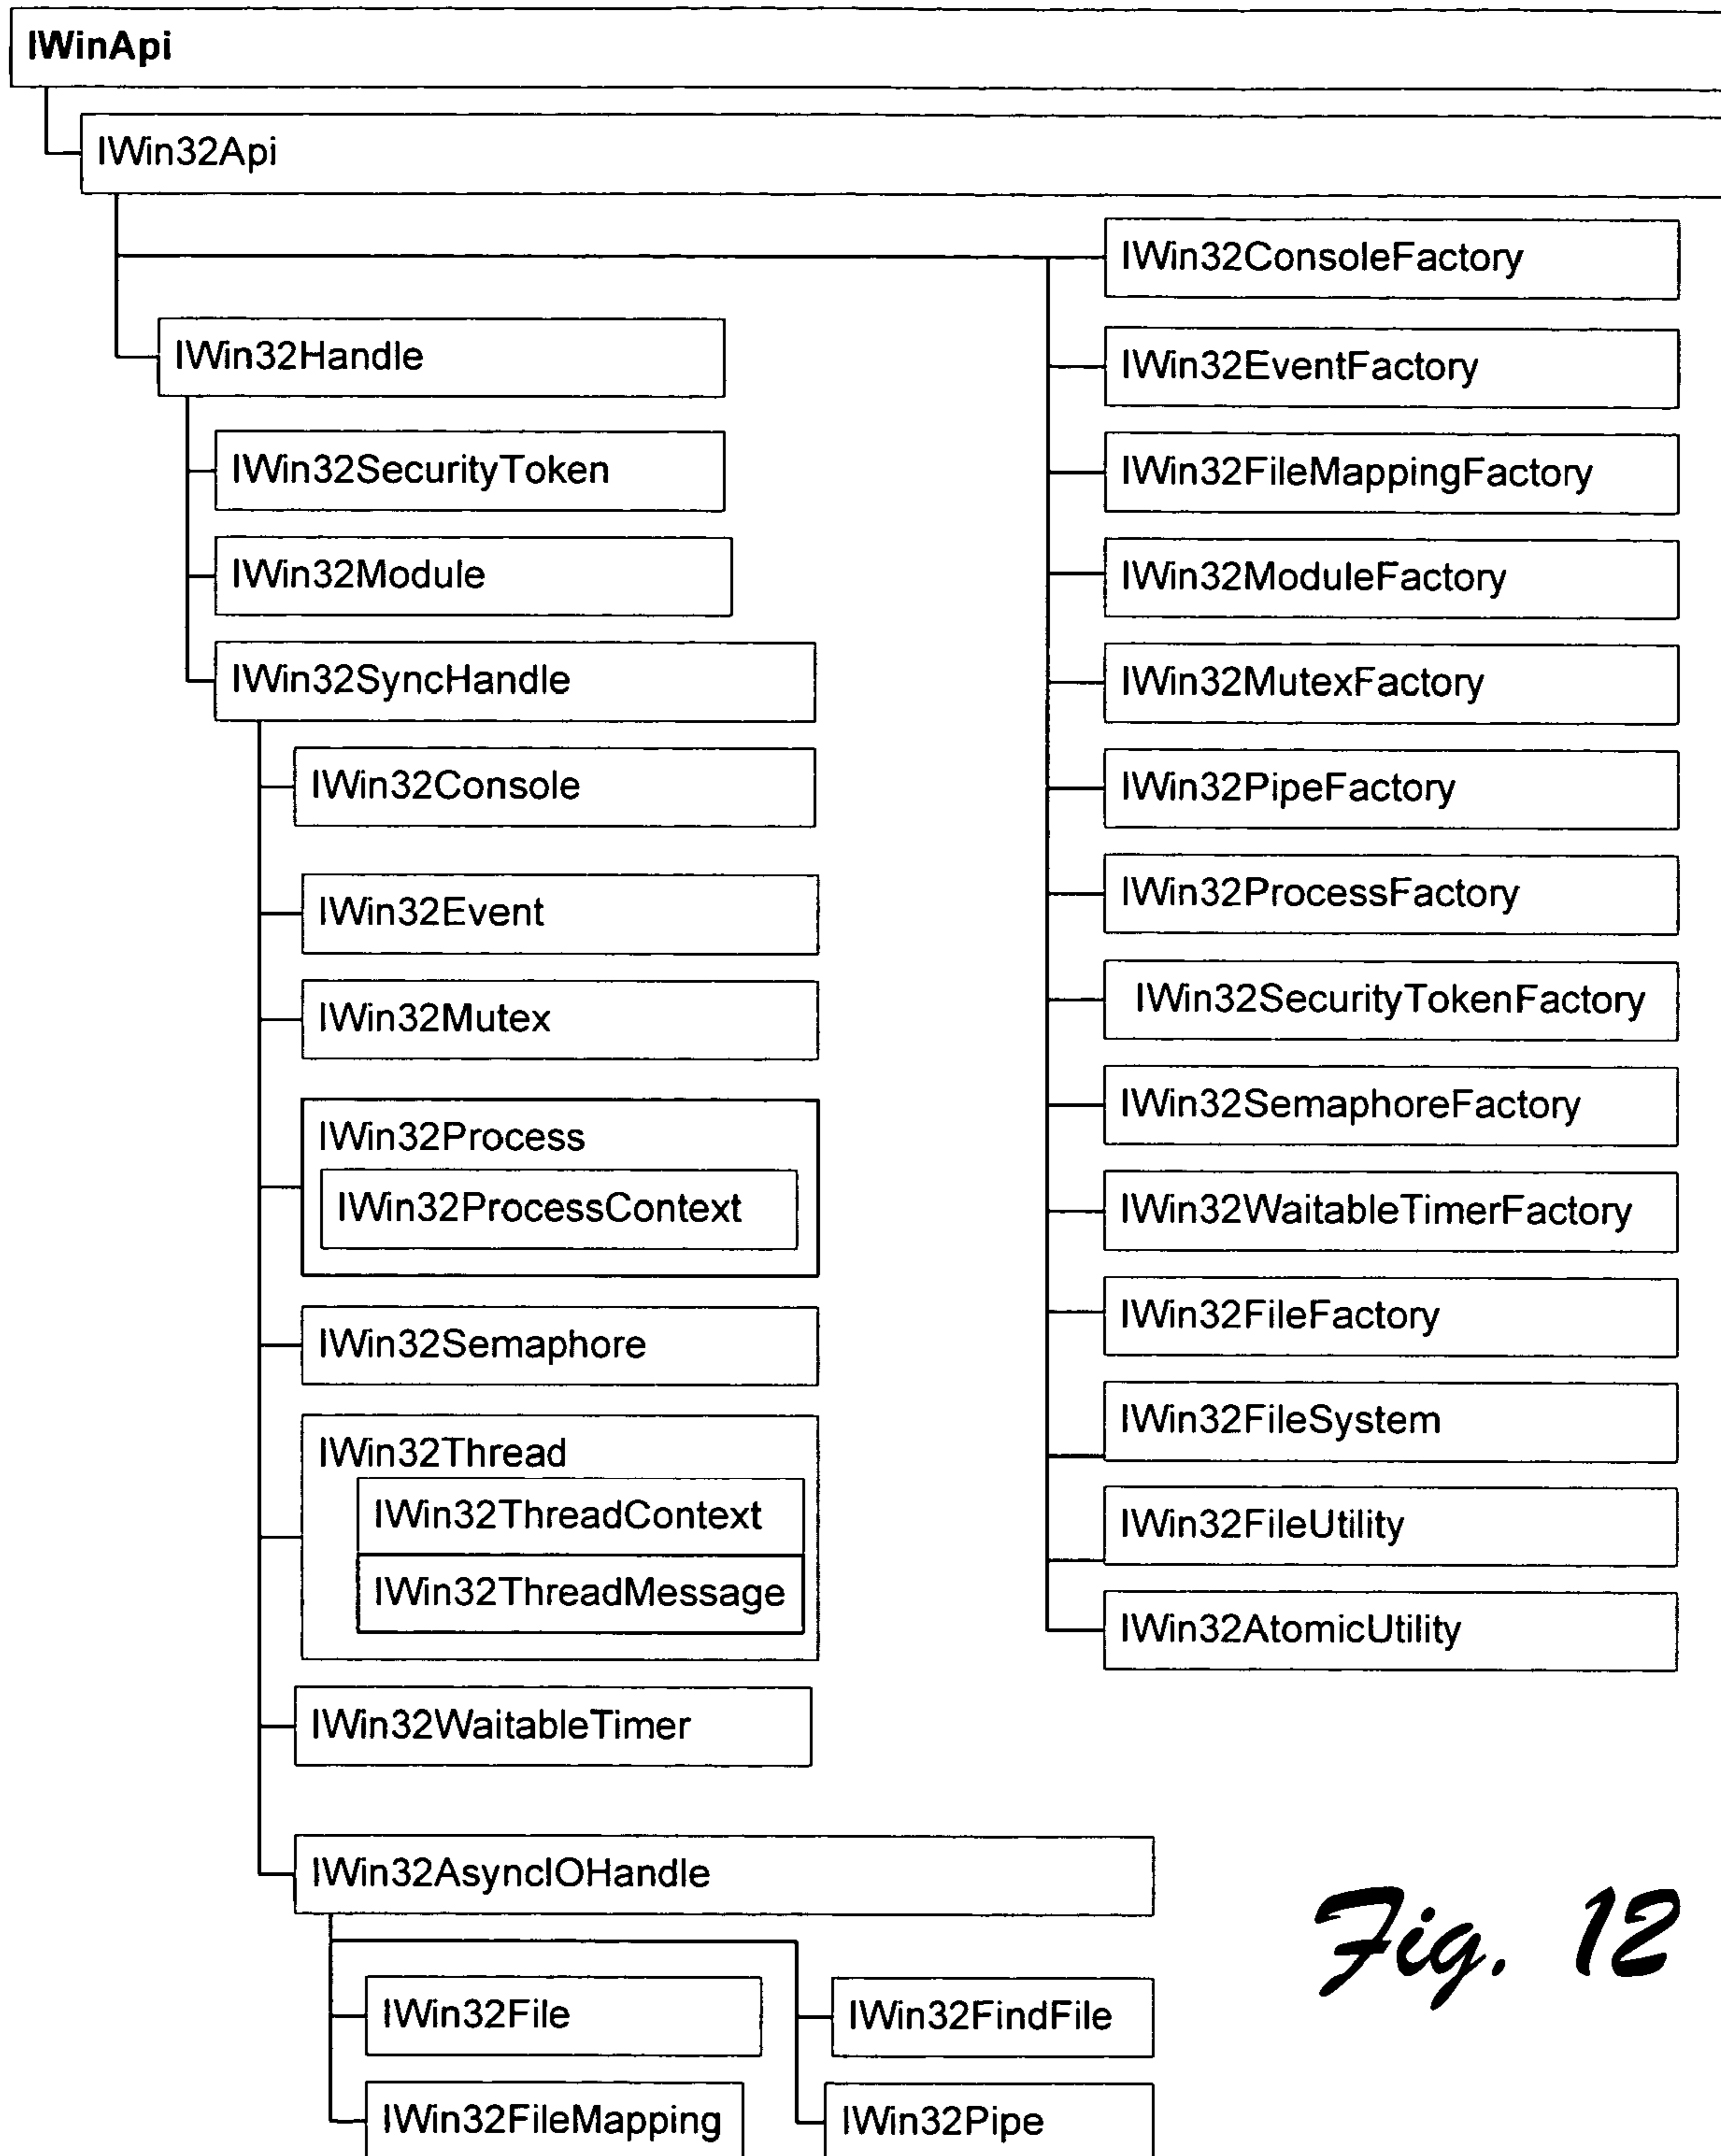 IWinApi
IWin32Api
IWin32Handle
IWin32SecurityToken
IWin32Module
IWin32SyncHandle
IWin32Console
IWin32Event
IWin32Mutex
IWin32Process
IWin32ProcessContext
IWin32Semaphore
IWin32Thread
IWin32ThreadContext
IWin32ThreadMessage
IWin32WaitableTimer
IWin32AsyncIOHandle
IWin32File
IWin32FindFile
IWin32FileMapping
IWin32Pipe
IWin32ConsoleFactory
IWin32EventFactory
IWin32FileMappingFactory
IWin32ModuleFactory
IWin32MutexFactory
IWin32PipeFactory
IWin32ProcessFactory
IWin32SecurityTokenFactory
IWin32SemaphoreFactory
IWin32WaitableTimerFactory
IWin32FileFactory
IWin32FileSystem
IWin32FileUtility
IWin32AtomicUtility
Fig. 12